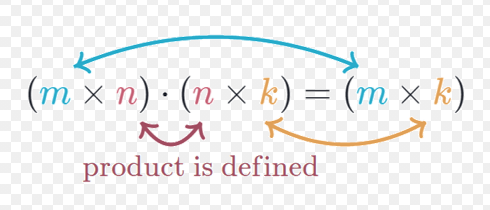 (m × n) · (n × k) = (m × k)
product is defined